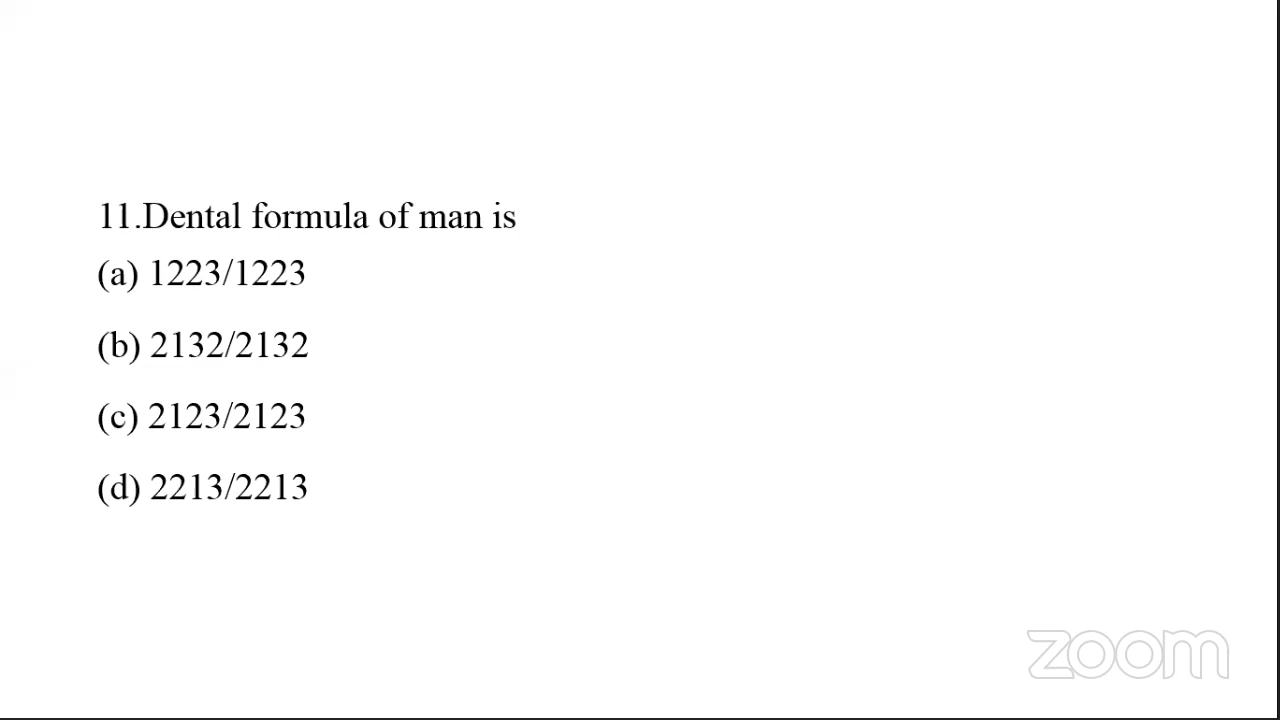 11.Dental formula of man is
(a) 1223/1223
(b) 2132/2132
(c) 2123/2123
(d) 2213/2213
zoom